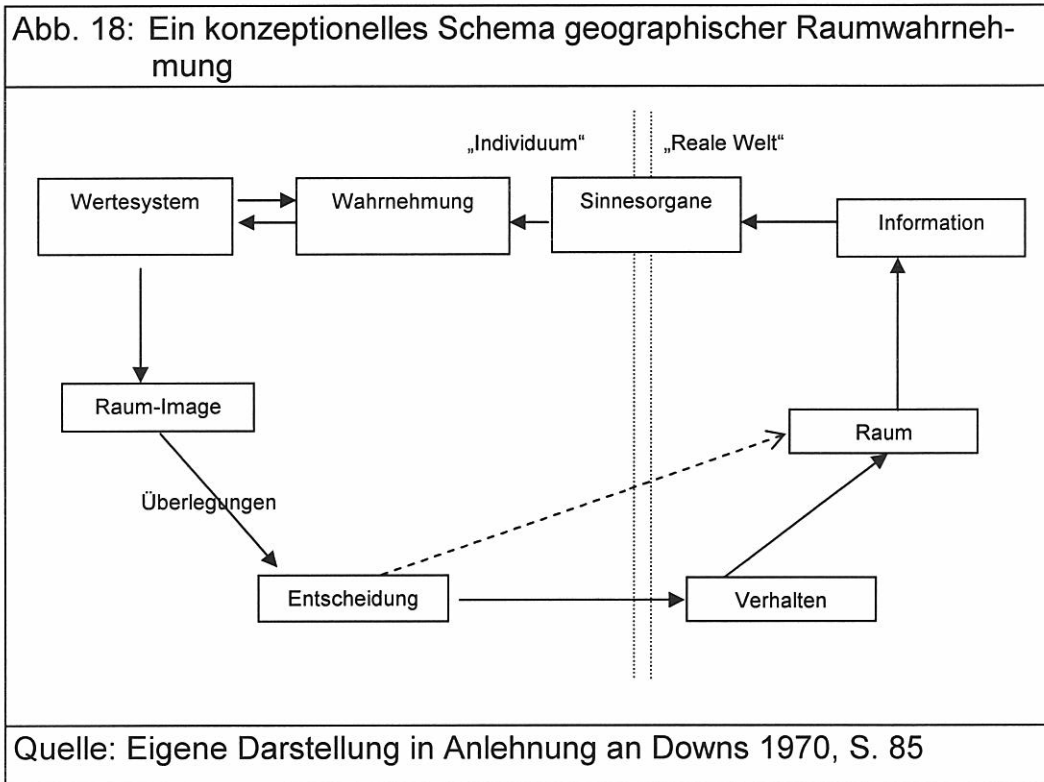 Abb. 18: Ein konzeptionelles Schema geographischer Raumwahrneh-
mung
„Individuum“ „Reale Welt“
Wertesystem Wahrnehmung Sinnesorgane Information
Raum-Image Raum
Überlegungen
Entscheidung Verhalten
Quelle: Eigene Darstellung in Anlehnung an Downs 1970, S. 85